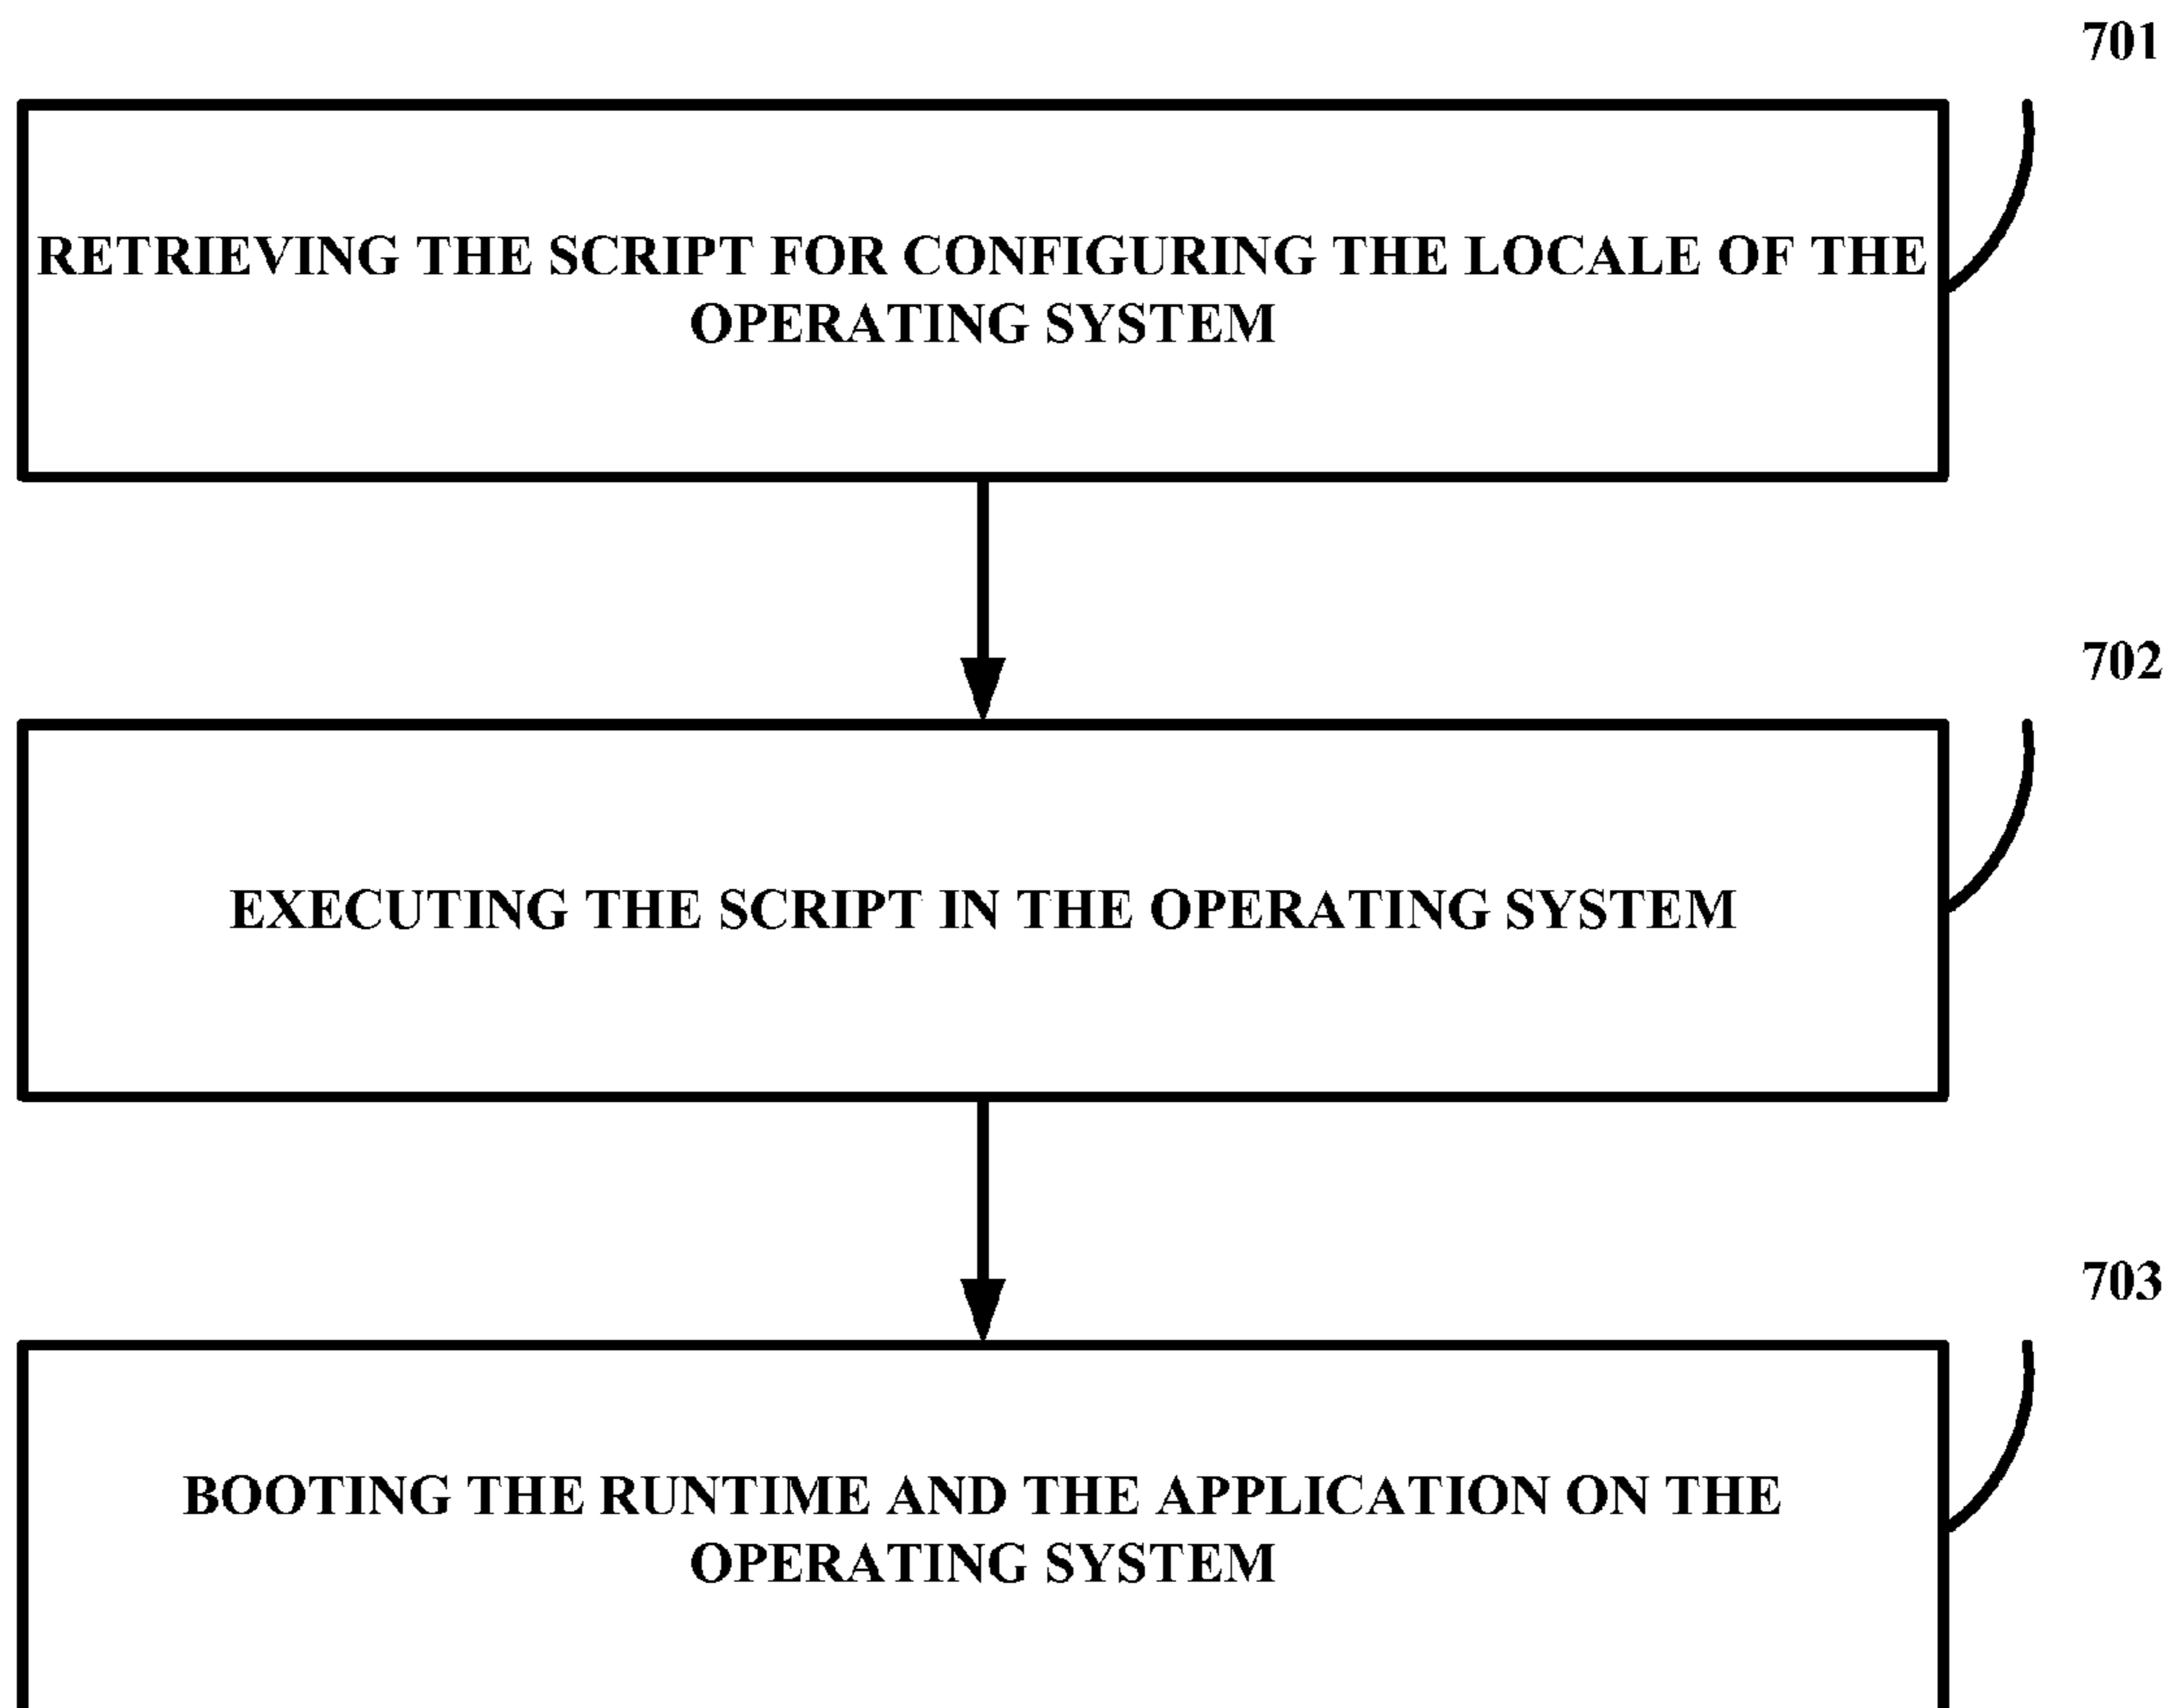 701
RETRIEVING THE SCRIPT FOR CONFIGURING THE LOCALE OF THE
OPERATING SYSTEM
702
EXECUTING THE SCRIPT IN THE OPERATING SYSTEM
703
BOOTING THE RUNTIME AND THE APPLICATION ON THE
OPERATING SYSTEM